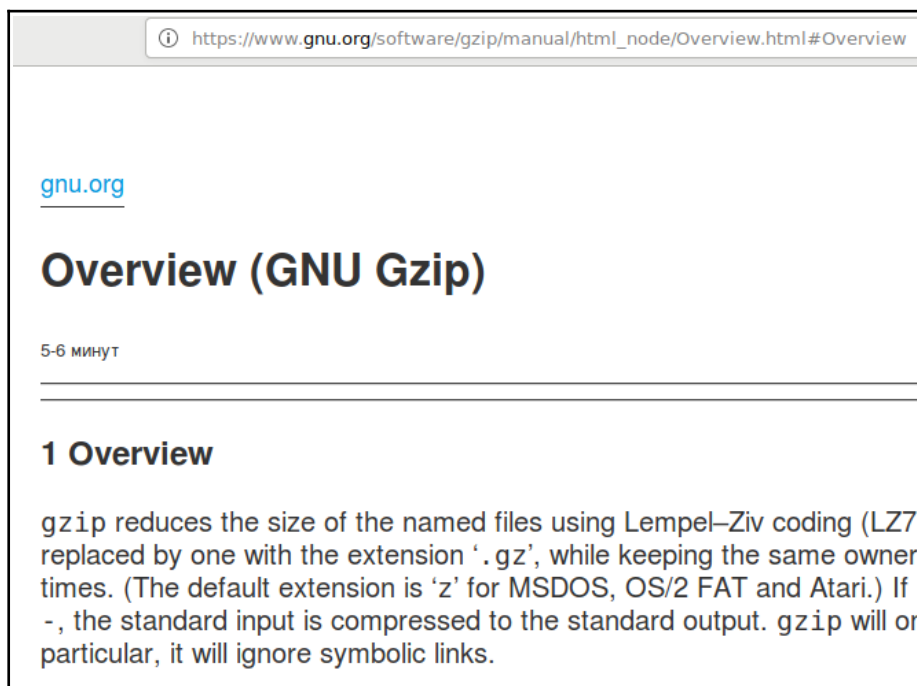 https://www.gnu.org/software/gzip/manual/html_node/Overview.html#Overview
gnu.org
Overview (GNU Gzip)
5-6 минут
1 Overview
gzip reduces the size of the named files using Lempel–Ziv coding (LZ7
replaced by one with the extension ‘.gz’, while keeping the same owner
times. (The default extension is ‘z’ for MSDOS, OS/2 FAT and Atari.) If
-, the standard input is compressed to the standard output. gzip will
particular, it will ignore symbolic links.